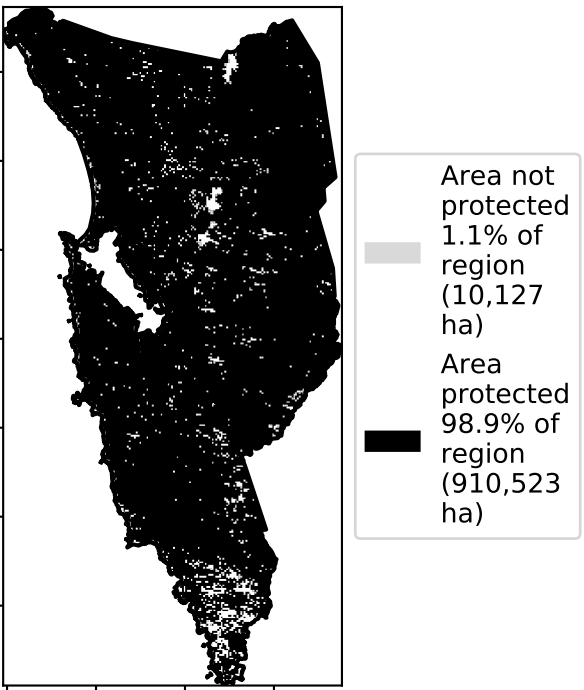 Area not
protected
1.1% of
region
(10,127
ha)
Area
protected
98.9% of
region
(910,523
ha)